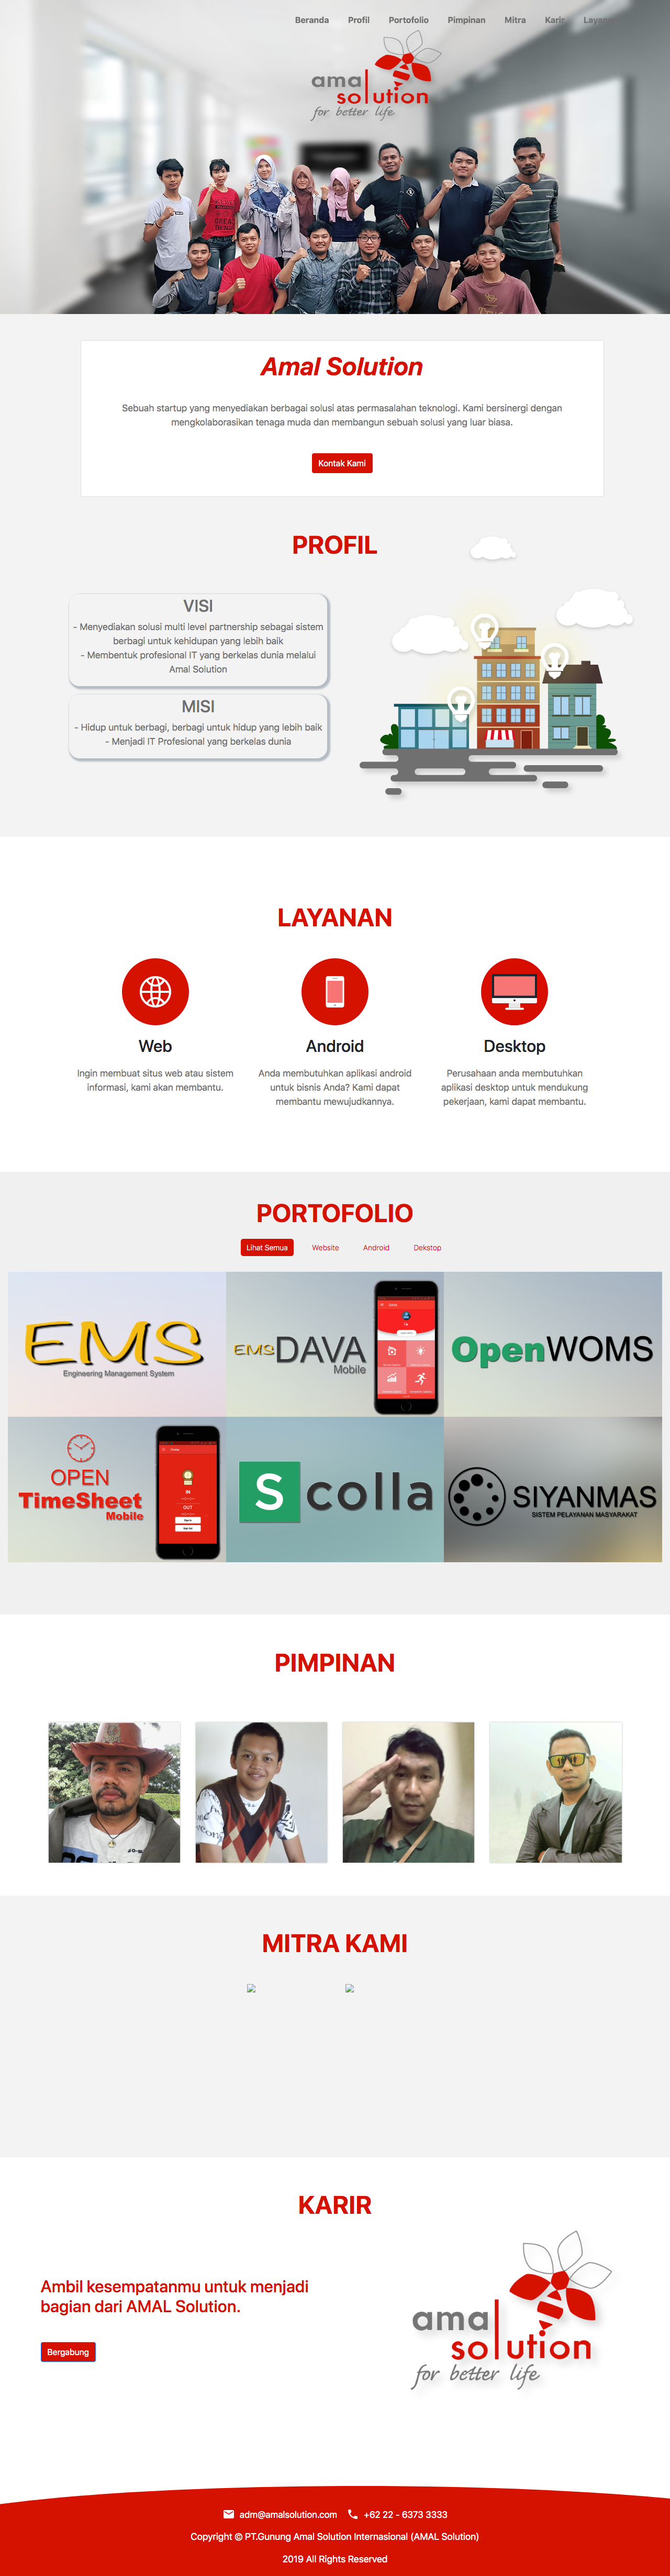 Beranda Profil Portofolio Pimpinan Mitra Karir
amal
solution
for better life
Amal Solution
Sebuah startup yang menyediakan berbagai solusi atas permasalahan teknologi. Kami bersinergi dengan
mengkolaborasikan tenaga muda dan membangun sebuah solusi yang luar biasa.
Kontak Kami
PROFIL
VISI
- Menyediakan solusi multi level partnership sebagai sistem
berbagi untuk kehidupan yang lebih baik
- Membentuk profesional IT yang berkelas dunia melalui
Amal Solution
MISI
- Hidup untuk berbagi, berbagi untuk hidup yang lebih baik
- Menjadi IT Profesional yang berkelas dunia
LAYANAN
Web
Ingin membuat situs web atau sistem
informasi, kami akan membantu.
Android
Anda membutuhkan aplikasi android
untuk bisnis Anda? Kami dapat
membantu mewujudkannya.
Desktop
Perusahaan anda membutuhkan
aplikasi desktop untuk mendukung
pekerjaan, kami dapat membantu.
PORTOFOLIO
Lihat Semua Website Android Dekstop
EMS
Engineering Management System
EMS DAVA
Mobile
OpenWOMS
OPEN
TimeSheet
Mobile
IN
OUT
S colla
SIYANMAS
SISTEM PELAYANAN MASYARAKAT
PIMPINAN
MITRA KAMI
KARIR
Ambil kesempatanmu untuk menjadi
bagian dari AMAL Solution.
Bergabung
amal
solution
for better life
adm@amalsolution.com +62 22 - 6373 3333
Copyright © PT.Gunung Amal Solution Internasional (AMAL Solution)
2019 All Rights Reserved